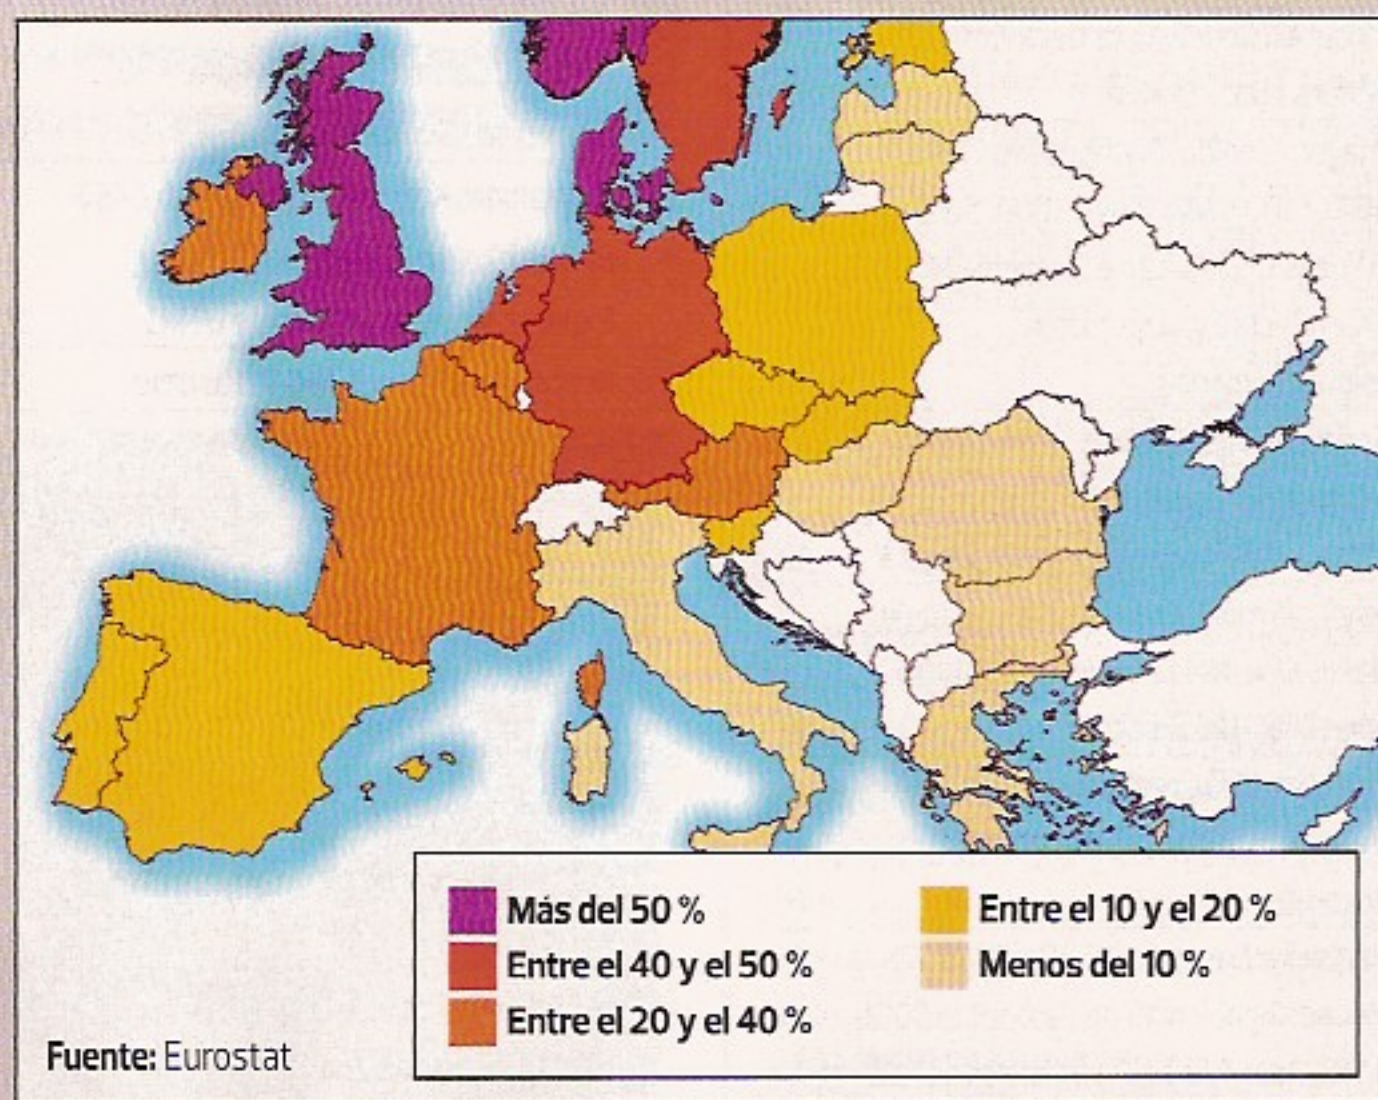 Más del 50 %
Entre el 40 y el 50 %
Entre el 20 y el 40 %
Entre el 10 y el 20 %
Menos del 10 %
Fuente: Eurostat